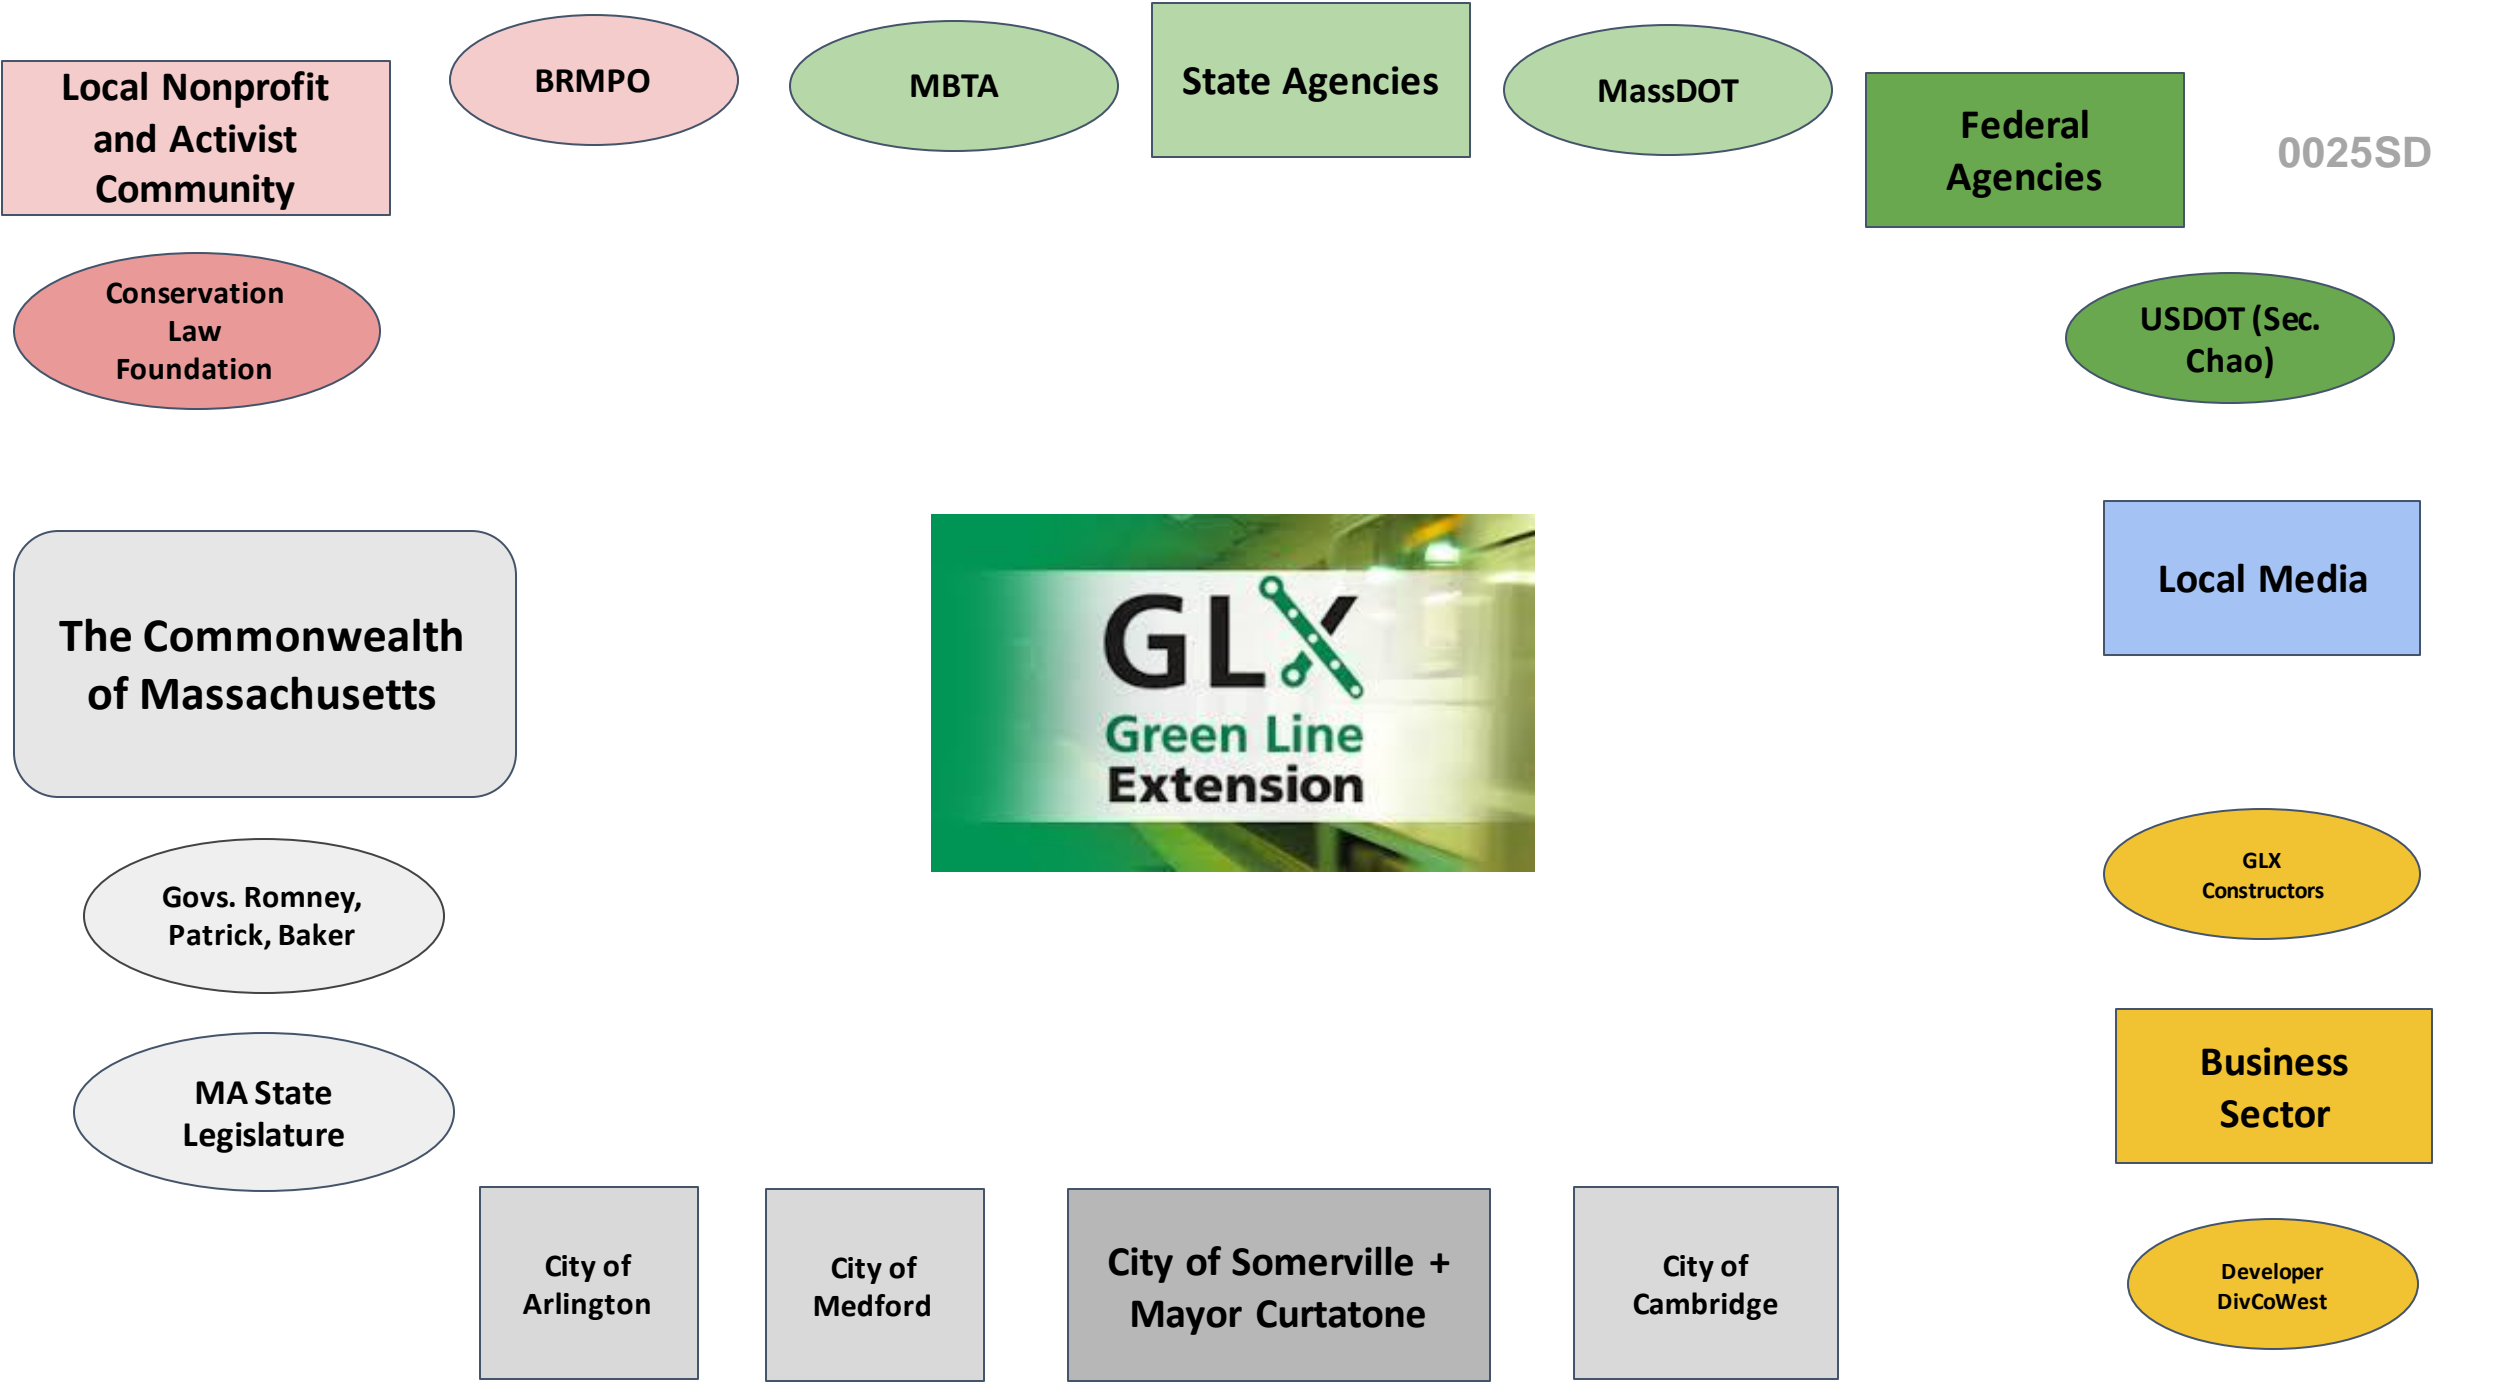 Local Nonprofit
and Activist
Community
BRMPO
MBTA
State Agencies
MassDOT
Federal
Agencies
0025SD
Conservation
Law
Foundation
USDOT (Sec.
Chao)
The Commonwealth
of Massachusetts
GLX
Green Line
Extension
Local Media
Govs. Romney,
Patrick, Baker
GLX
Constructors
MA State
Legislature
Business
Sector
City of
Arlington
City of
Medford
City of Somerville +
Mayor Curtatone
City of
Cambridge
Developer
DivCoWest